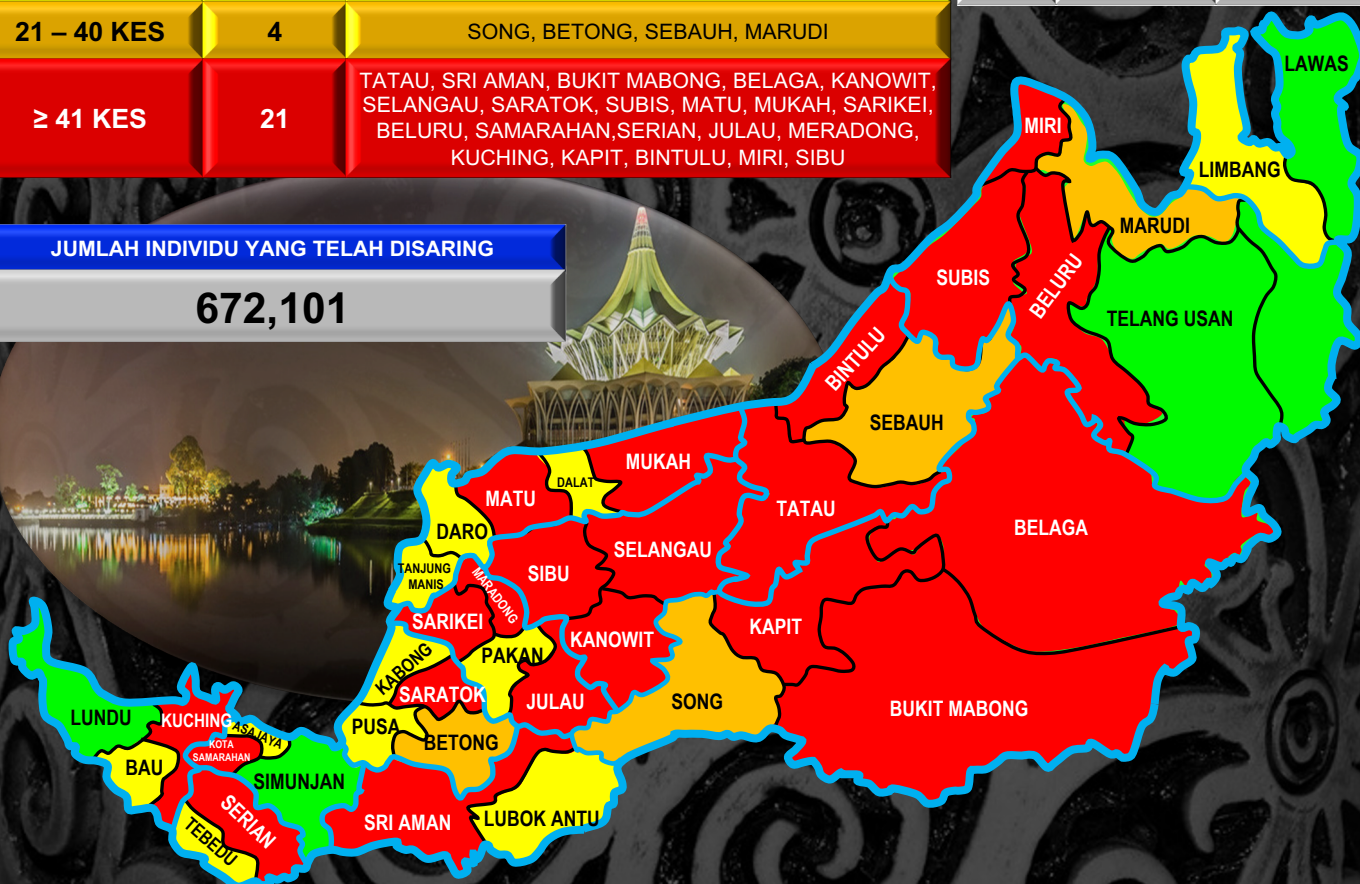 21 – 40 KES
4
SONG, BETONG, SEBAUH, MARUDI
≥ 41 KES
21
TATAU, SRI AMAN, BUKIT MABONG, BELAGA, KANOWIT,
SELANGAU, SARATOK, SUBIS, MATU, MUKAH, SARIKEI,
BELURU, SAMARAHAN,SERIAN, JULAU, MERADONG,
KUCHING, KAPIT, BINTULU, MIRI, SIBU
JUMLAH INDIVIDU YANG TELAH DISARING
672,101
LAWAS
MIRI
LIMBANG
MARUDI
SUBIS
BELURU
TELANG USAN
BINTULU
SEBAUH
MUKAH
DALAT
MATU
TATAU
BELAGA
DARO
SELANGAU
SIBU
TANJUNG
MANIS
MARADONG
SARIKEI
KAPIT
KANOWIT
PAKAN
KABONG
SARATOK
JULAU
SONG
BUKIT MABONG
LUNDU
KUCHING
ASAJAYA
PUSA
BETONG
KOTA
SAMARAHAN
BAU
SIMUNJAN
SERIAN
SRI AMAN
LUBOK ANTU
TEBEDU